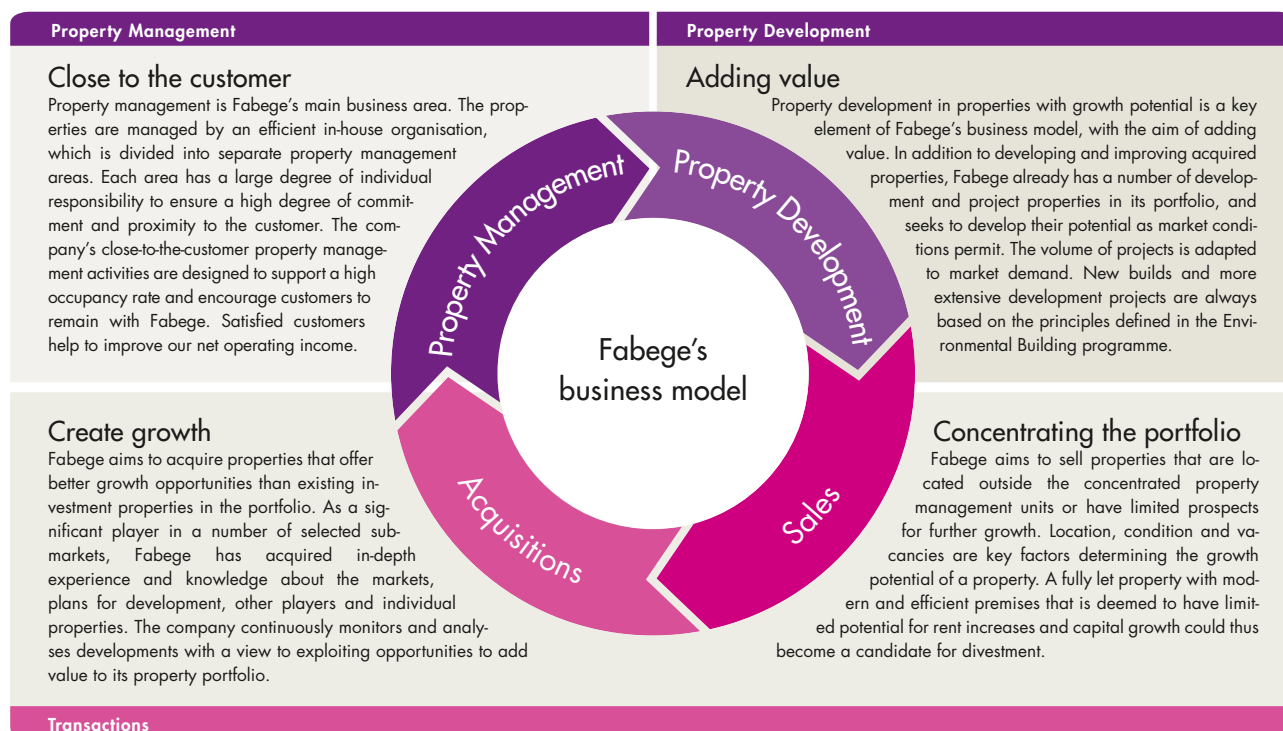 Property Management
Close to the customer
Property management is Fabege's main business area. The prop-
erties are managed by an efficient in-house organisation,
which is divided into separate property management
areas. Each area has a large degree of individual
responsibility to ensure a high degree of commit-
ment and proximity to the customer. The com-
pany's close-to-the-customer property manage-
ment activities are designed to support a high
occupancy rate and encourage customers to
remain with Fabege. Satisfied customers
help to improve our net operating income.
Property Development
Adding value
Property development in properties with growth potential is a key
element of Fabege's business model, with the aim of adding
value. In addition to developing and improving acquired
properties, Fabege already has a number of develop-
ment and project properties in its portfolio, and
seeks to develop their potential as market condi-
tions permit. The volume of projects is adapted
to market demand. New builds and more
extensive development projects are always
based on the principles defined in the Envi-
ronmental Building programme.
Property Management
Property Development
Fabege's
business model
Acquisitions
Sales
Create growth
Fabege aims to acquire properties that offer
better growth opportunities than existing in-
vestment properties in the portfolio. As a sig-
nificant player in a number of selected sub-
markets, Fabege has acquired in-depth
experience and knowledge about the markets,
plans for development, other players and individual
properties. The company continuously monitors and analy-
ses developments with a view to exploiting opportunities to add
value to its property portfolio.
Concentrating the portfolio
Fabege aims to sell properties that are lo-
cated outside the concentrated property
management units or have limited prospects
for further growth. Location, condition and va-
cancies are key factors determining the growth
potential of a property. A fully let property with mod-
ern and efficient premises that is deemed to have limit-
ed potential for rent increases and capital growth could thus
become a candidate for divestment.
Transactions